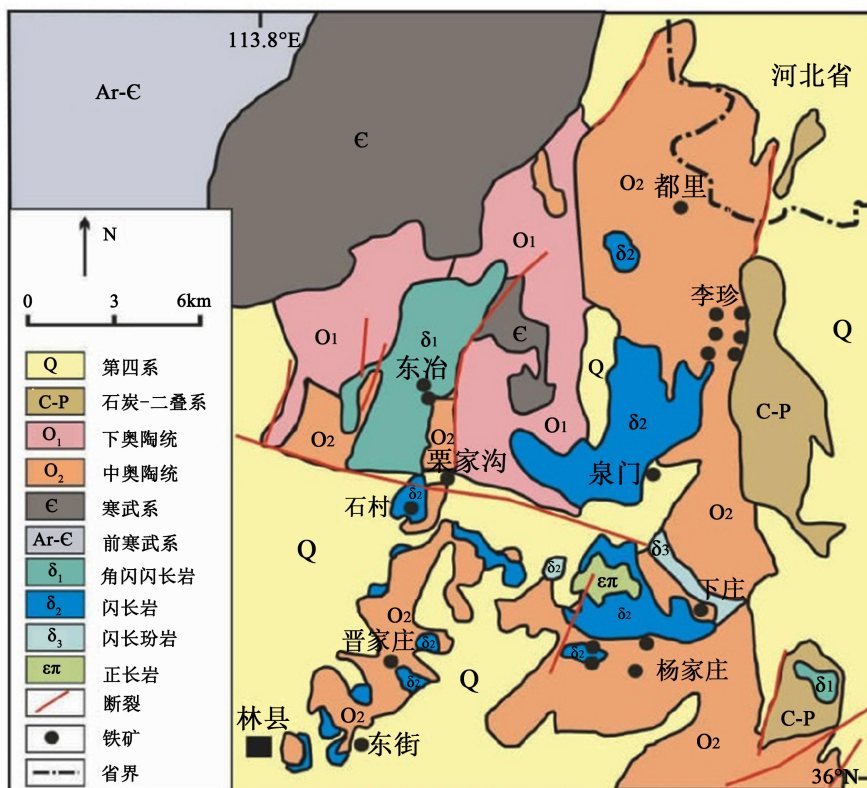 113.8°E
河北省
Ar-Є
Є
O2
都里
O1
δ2
李珍
N
Q
0 3 6km
O1
δ1
Є
Q
东冶
C-P
δ2
O1
O2
O2
栗家沟
泉门
石村
δ2
O2
Q
δ3
δ2
επ
下庄
O2
δ2
晋家庄
δ2
δ2
δ2
杨家庄
Q
δ1
O2
C-P
林县
东街
O2
36°N
Q 第四系
C-P 石炭-二叠系
O1 下奥陶统
O2 中奥陶统
Є 寒武系
Ar-Є 前寒武系
δ1 角闪闪长岩
δ2 闪长岩
δ3 闪长玢岩
επ 正长岩
断裂
铁矿
省界